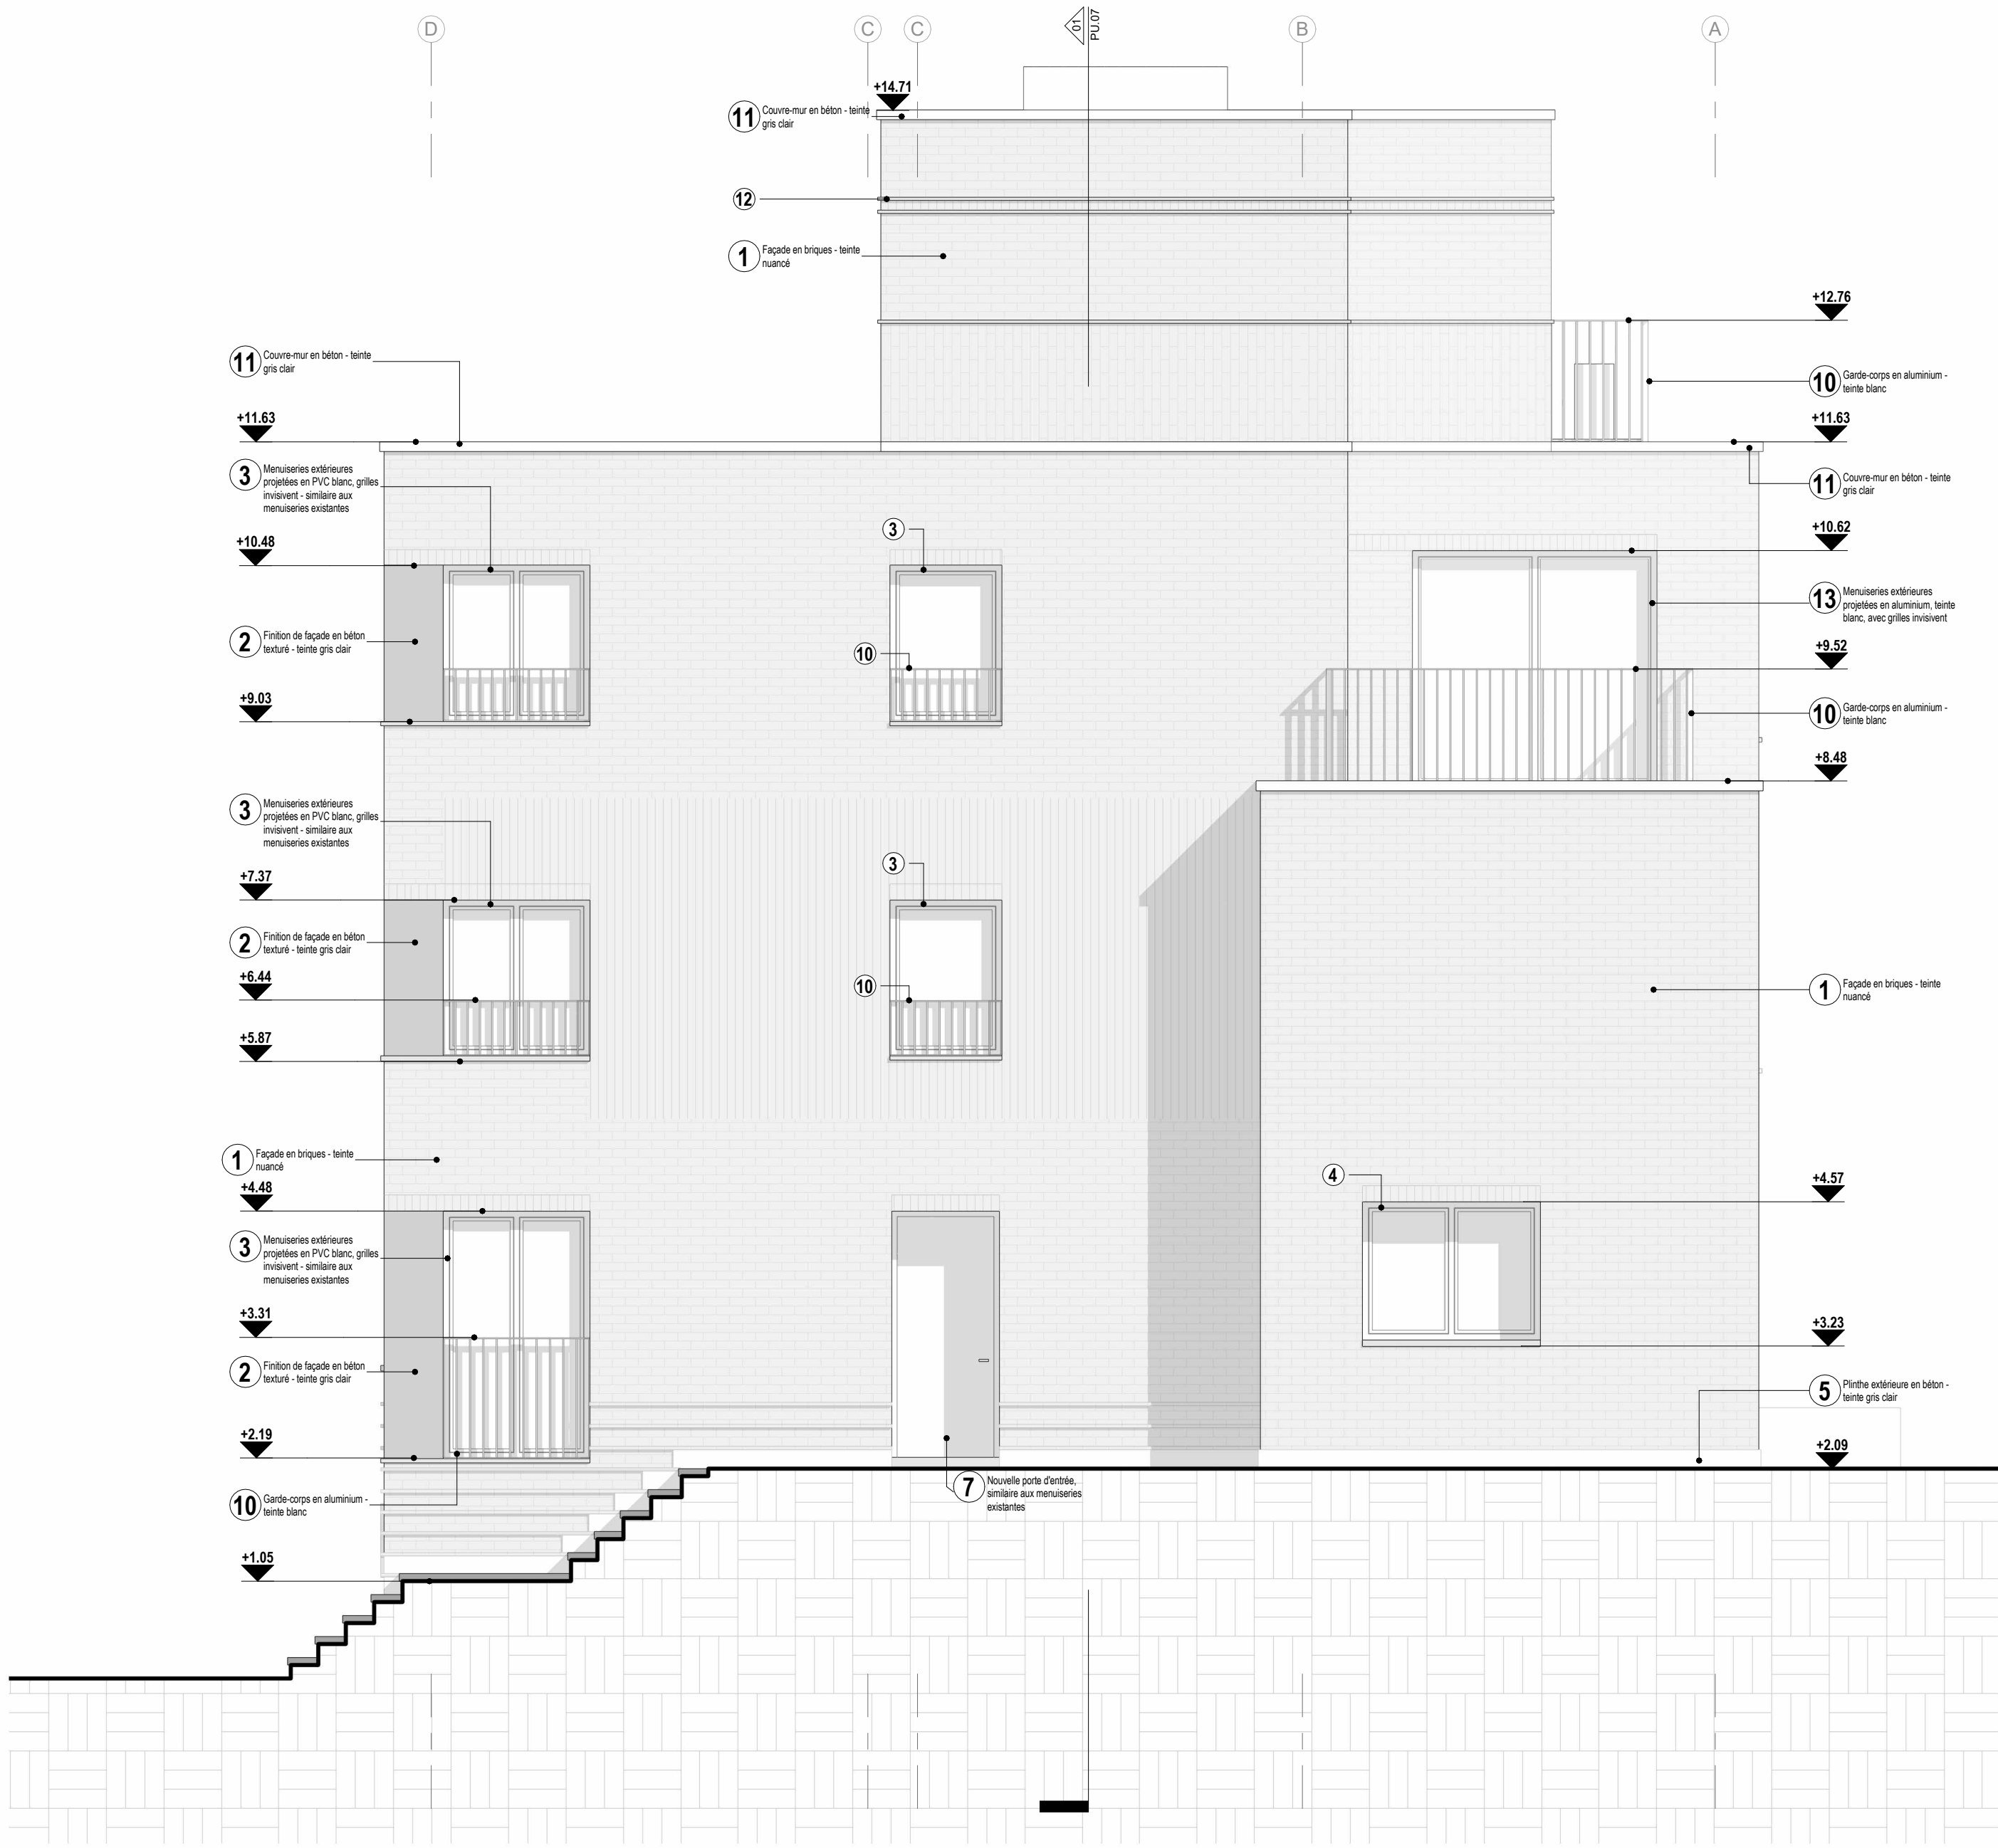 D
C
C
01
PU.07
B
A
+14.71
11
Couvre-mur en béton - teinte
gris clair
12
1
Façade en briques - teinte
nuancé
+12.76
11
Couvre-mur en béton - teinte
gris clair
10
Garde-corps en aluminium -
teinte blanc
+11.63
+11.63
3
Menuiseries extérieures
projetées en PVC blanc, grilles
invisivent - similaire aux
menuiseries existantes
11
Couvre-mur en béton - teinte
gris clair
+10.48
3
+10.62
13
Menuiseries extérieures
projetées en aluminium, teinte
blanc, avec grilles invisivent
2
Finition de façade en béton
texturé - teinte gris clair
10
+9.52
+9.03
10
Garde-corps en aluminium -
teinte blanc
+8.48
3
Menuiseries extérieures
projetées en PVC blanc, grilles
invisivent - similaire aux
menuiseries existantes
3
+7.37
2
Finition de façade en béton
texturé - teinte gris clair
+6.44
10
1
Façade en briques - teinte
nuancé
+5.87
1
Façade en briques - teinte
nuancé
4
+4.48
+4.57
3
Menuiseries extérieures
projetées en PVC blanc, grilles
invisivent - similaire aux
menuiseries existantes
+3.31
+3.23
2
Finition de façade en béton
texturé - teinte gris clair
5
Plinthe extérieure en béton -
teinte gris clair
+2.19
+2.09
7
Nouvelle porte d'entrée,
similaire aux menuiseries
existantes
10
Garde-corps en aluminium -
teinte blanc
+1.05